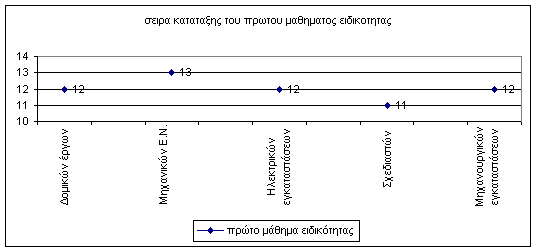 σειρα καταταξης του πρωτου μαθηματος ειδικοτητας
14
13
12
11
10
12
13
12
11
12
Δομικών έργων
Μηχανικών Ε.Ν.
Ηλεκτρικών
εγκαταστάσεων
Σχεδιαστών
Μηχανουργικών
εγκαταστάσεων
πρώτο μάθημα ειδικότητας